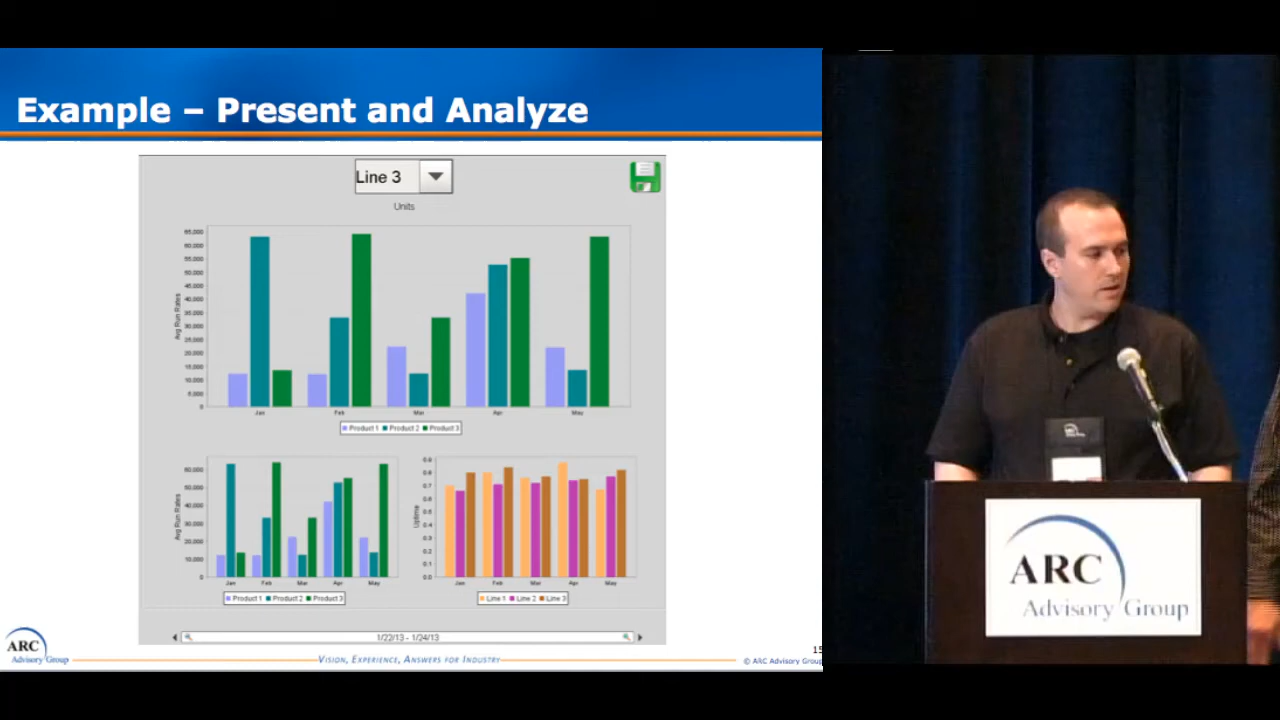 Example – Present and Analyze
Line 3
Units
65,000
60,000
55,000
50,000
45,000
40,000
35,000
30,000
25,000
20,000
15,000
10,000
5,000
0
Avg Run Rates
Jan Feb Mar Apr May
Product 1 Product 2 Product 3
60,000
50,000
40,000
30,000
20,000
10,000
0
Avg Run Rates
Jan Feb Mar Apr May
Product 1 Product 2 Product 3
0.8
0.8
0.7
0.6
0.5
0.4
0.3
0.2
0.1
0.0
Uptime
Jan Feb Mar Apr May
Line 1 Line 2 Line 3
1/22/13 - 1/24/13
ARC
Advisory Group
VISION, EXPERIENCE, ANSWERS FOR INDUSTRY
15
© ARC Advisory Group
ARC
Advisory Group